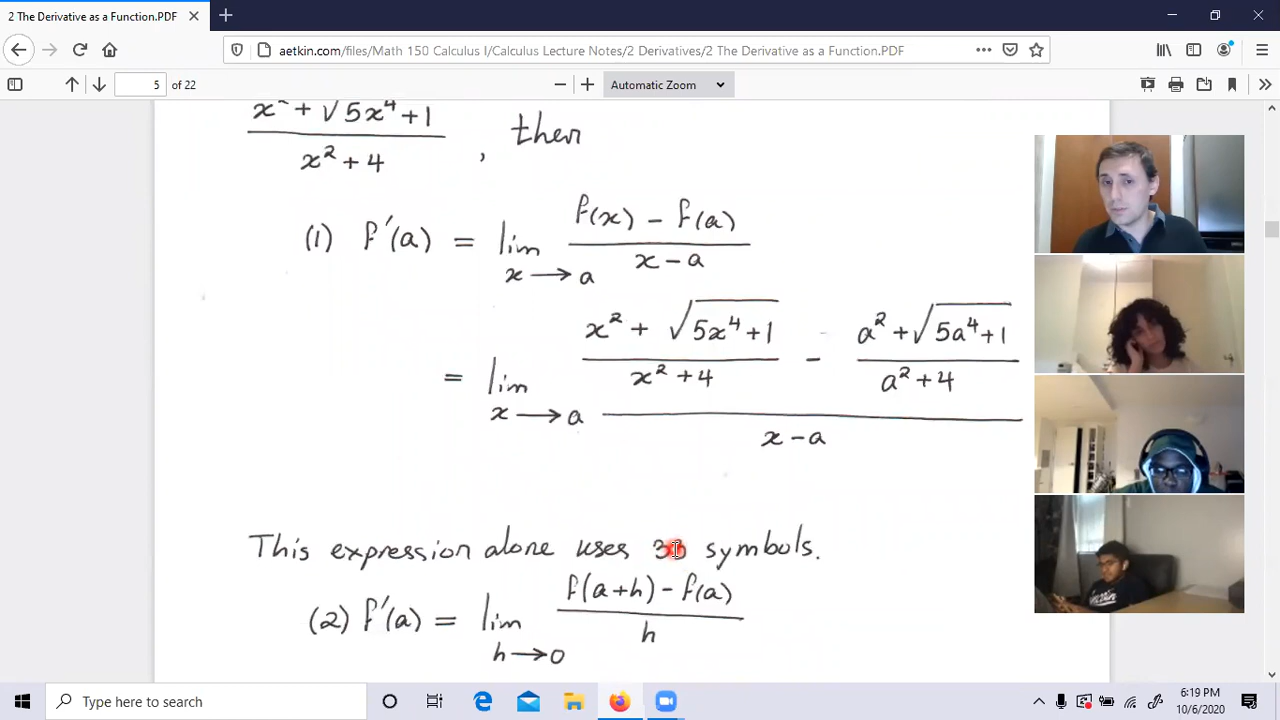 2 The Derivative as a Function.PDF
aetkin.com/files/Math 150 Calculus I/Calculus Lecture Notes/2 Derivatives/2 The Derivative as a Function.PDF
5 of 22
Automatic Zoom
x² + √5x⁴+1
x² + 4
, then
(1) f'(a) = lim x→a f(x) - f(a)
x - a
= lim x→a x² + √5x⁴+1 / x² + 4 - a² + √5a⁴+1 / a² + 4
x - a
This expression alone uses symbols.
(2) f'(a) = lim h→0 f(a+h) - f(a)
h
Type here to search
6:19 PM
10/6/2020